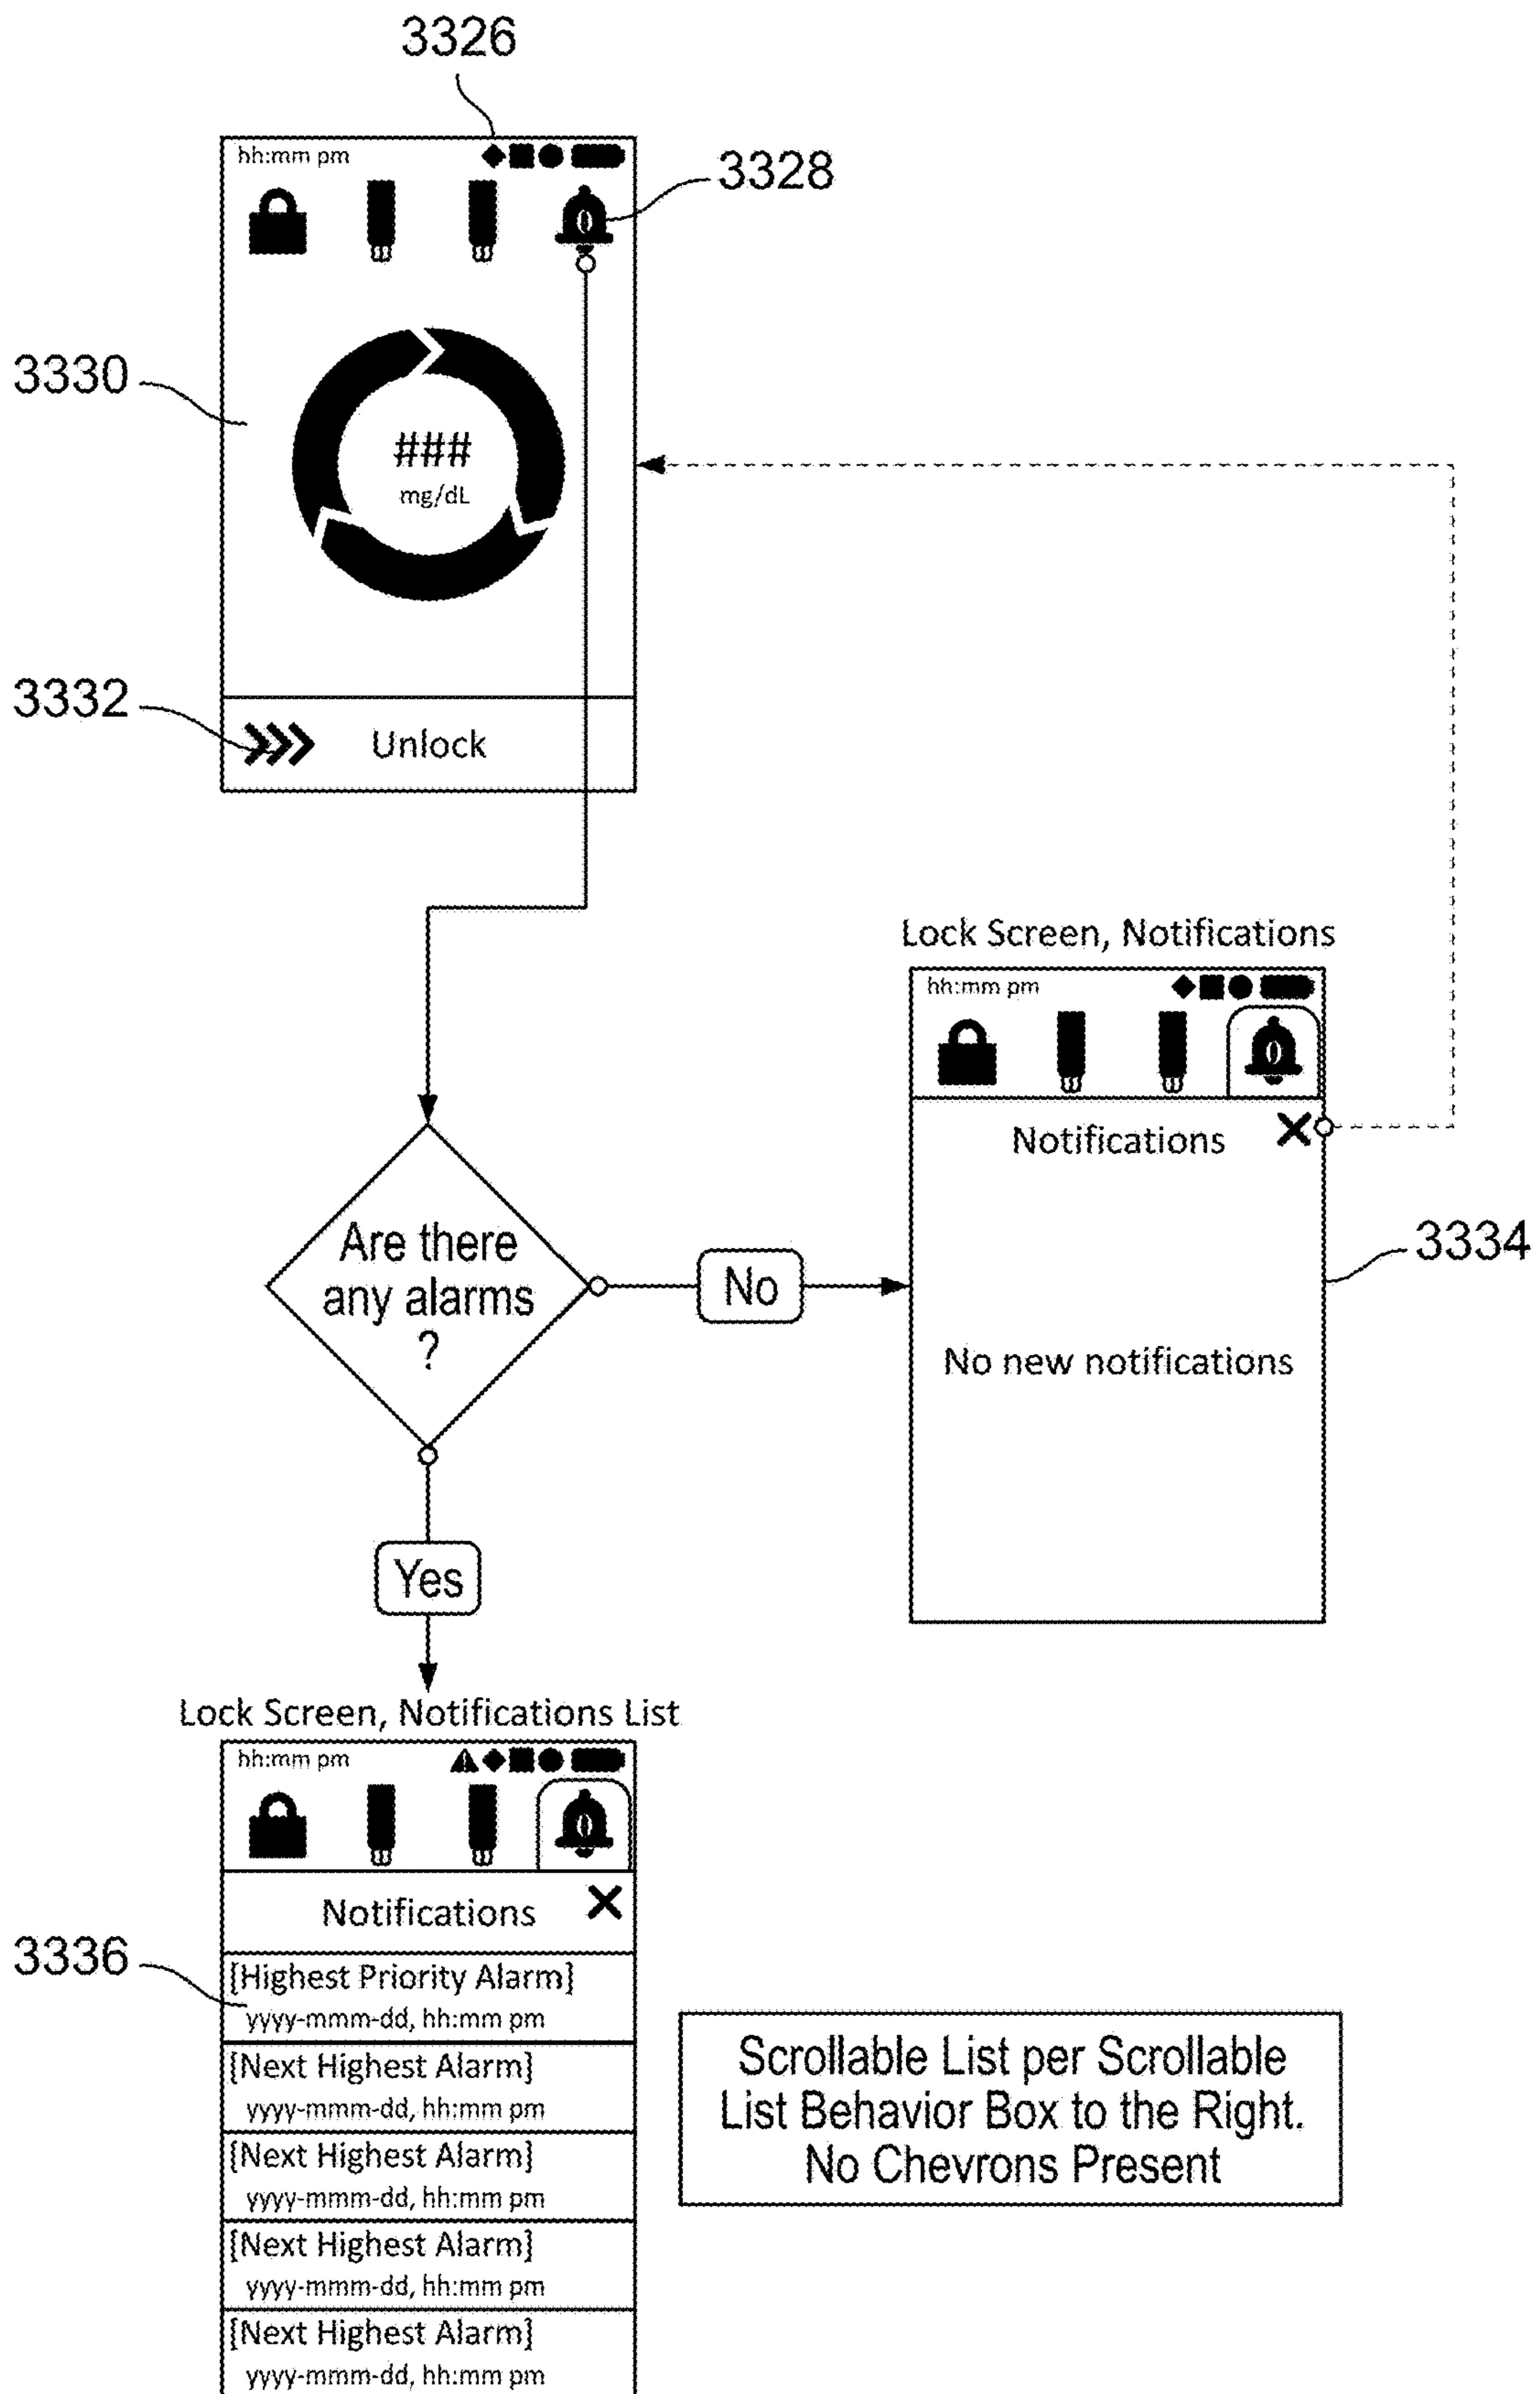 3326
hh:mm pm
3328
0
3330
###
mg/dL
3332
Unlock
Lock Screen, Notifications
hh:mm pm
0
Notifications
Are there
any alarms
?
No
3334
No new notifications
Yes
Lock Screen, Notifications List
hh:mm pm
0
Notifications
3336
[Highest Priority Alarm]
yyyy-mmm-dd, hh:mm pm
[Next Highest Alarm]
yyyy-mmm-dd, hh:mm pm
[Next Highest Alarm]
yyyy-mmm-dd, hh:mm pm
[Next Highest Alarm]
yyyy-mmm-dd, hh:mm pm
[Next Highest Alarm]
yyyy-mmm-dd, hh:mm pm
Scrollable List per Scrollable
List Behavior Box to the Right.
No Chevrons Present